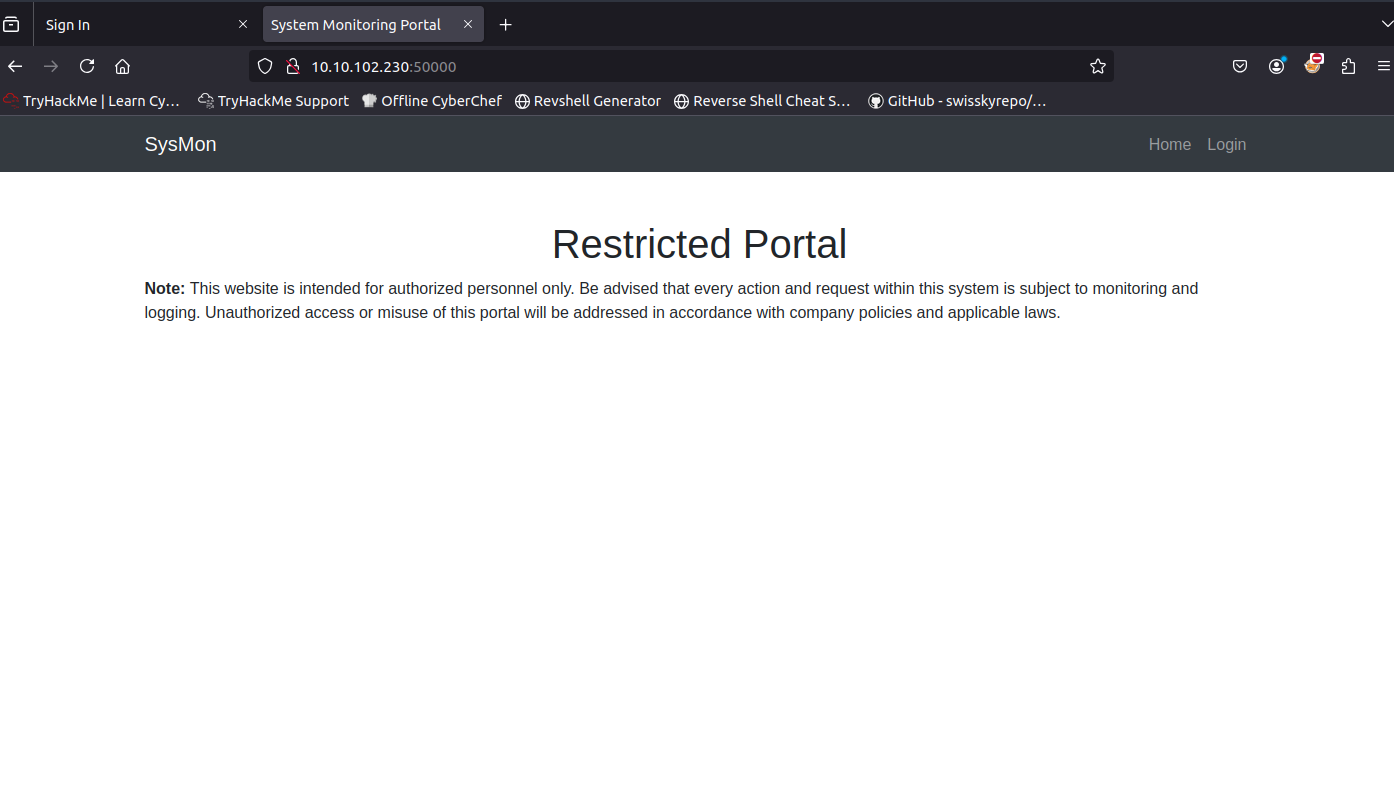 Sign In
System Monitoring Portal
10.10.102.230:50000
TryHackMe | Learn Cy…
TryHackMe Support
Offline CyberChef
Revshell Generator
Reverse Shell Cheat S…
GitHub - swisskyrepo/…
SysMon
Home
Login
Restricted Portal
Note: This website is intended for authorized personnel only. Be advised that every action and request within this system is subject to monitoring and
logging. Unauthorized access or misuse of this portal will be addressed in accordance with company policies and applicable laws.